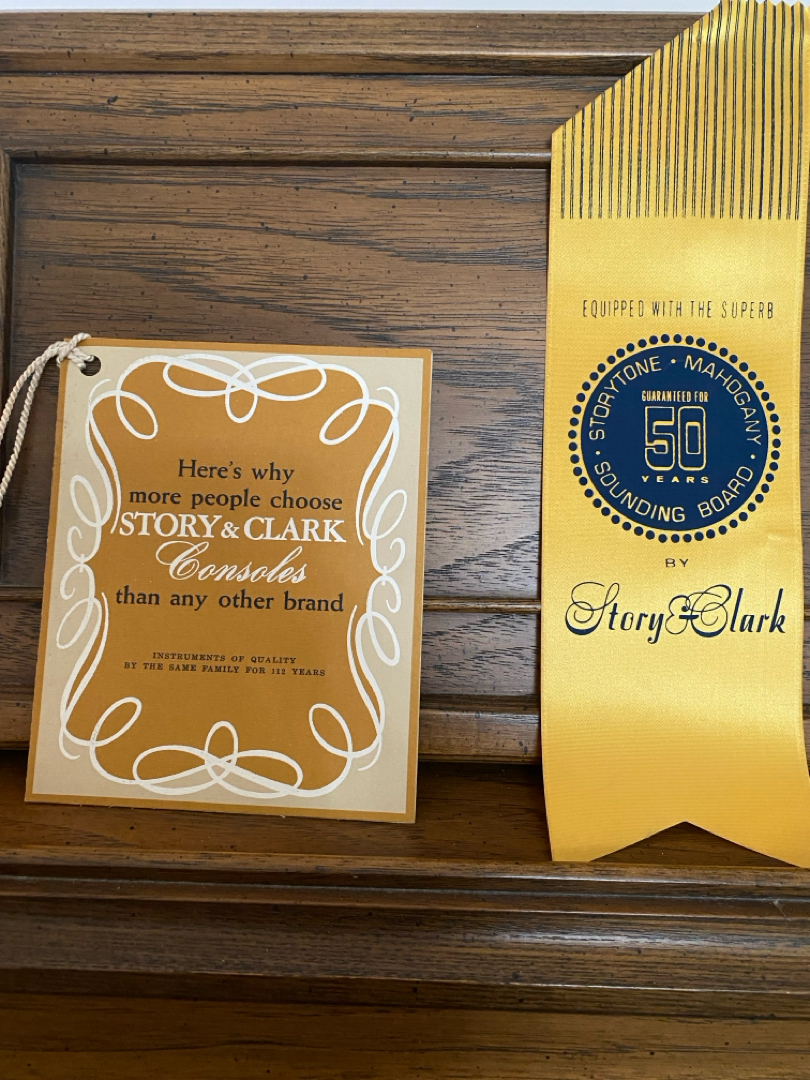 Here's why
more people choose
STORY & CLARK
Consoles
than any other brand
INSTRUMENTS OF QUALITY
BY THE SAME FAMILY FOR 112 YEARS
EQUIPPED WITH THE SUPERB
STORYTONE · MAHOGANY
GUARANTEED FOR
50
YEARS
· SOUNDING BOARD ·
BY
Story & Clark